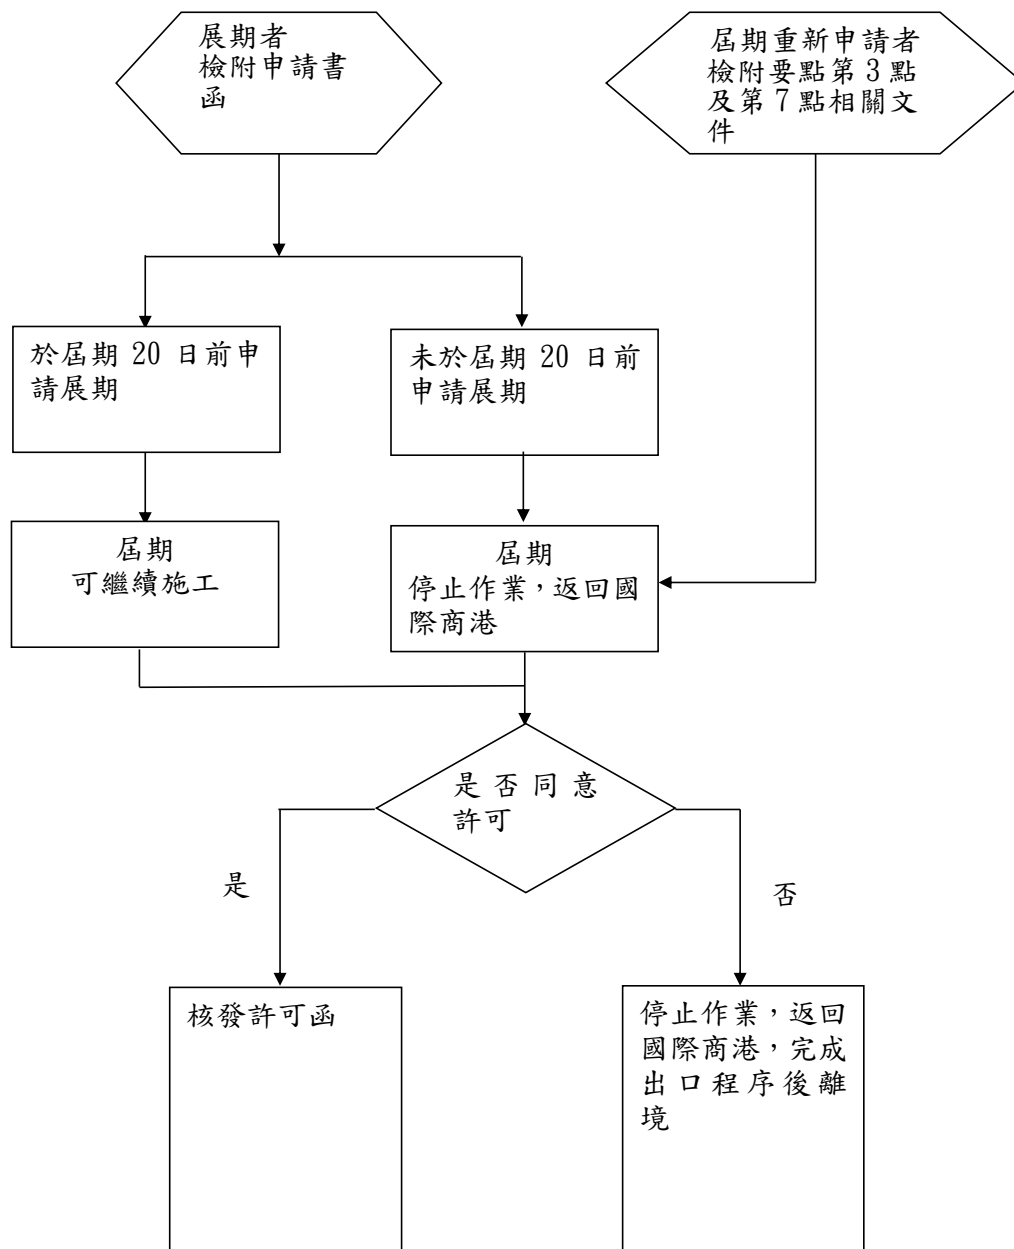 展期者
檢附申請書
函
屆期重新申請者
檢附要點第 3 點
及第 7 點相關文
件
於屆期 20 日前申
請展期
未於屆期 20 日前
申請展期
屆期
可繼續施工
屆期
停止作業，返回國
際商港
是否同意
許可
是
否
核發許可函
停止作業，返回
國際商港，完成
出口程序後離
境